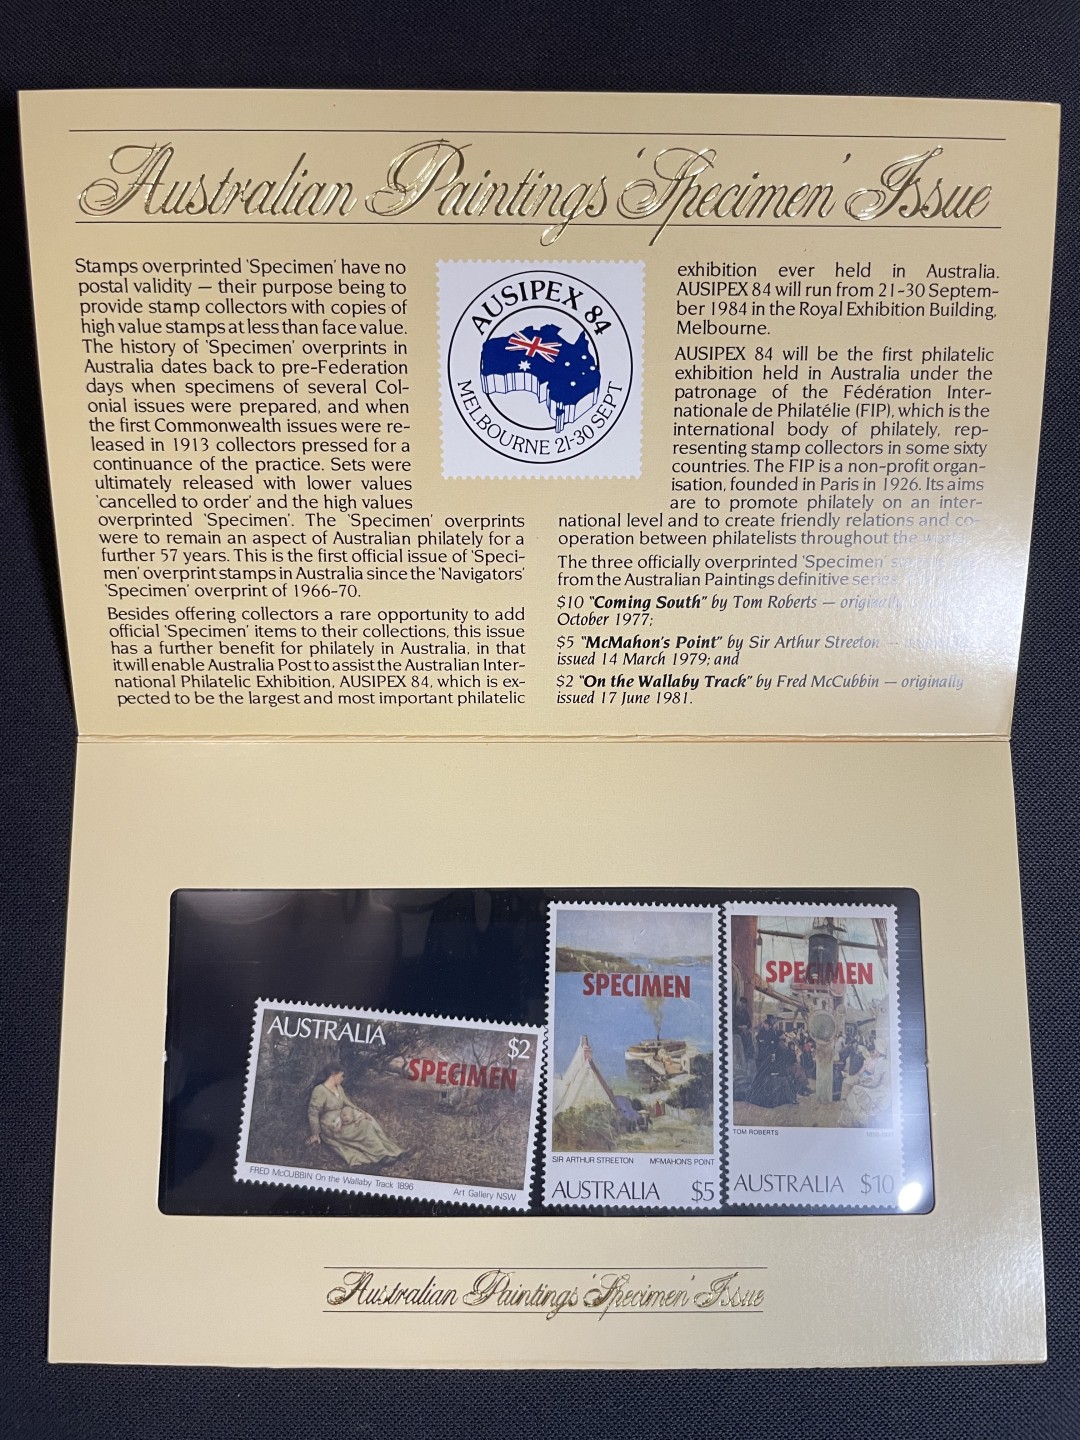 Australian Paintings 'Specimen' Issue
Stamps overprinted 'Specimen' have no
postal validity — their purpose being to
provide stamp collectors with copies of
high value stamps at less than face value.
The history of 'Specimen' overprints in
Australia dates back to pre-Federation
days when specimens of several Col-
onial issues were prepared, and when
the first Commonwealth issues were re-
leased in 1913 collectors pressed for a
continuance of the practice. Sets were
ultimately released with lower values
'cancelled to order' and the high values
overprinted 'Specimen'. The 'Specimen' overprints
were to remain an aspect of Australian philately for a
further 57 years. This is the first official issue of 'Speci-
men' overprint stamps in Australia since the 'Navigators'
'Specimen' overprint of 1966-70.
Besides offering collectors a rare opportunity to add
official 'Specimen' items to their collections, this issue
has a further benefit for philately in Australia, in that
it will enable Australia Post to assist the Australian Inter-
national Philatelic Exhibition, AUSIPEX 84, which is ex-
pected to be the largest and most important philatelic
AUSIPEX 84
MELBOURNE 21-30 SEPT
exhibition ever held in Australia.
AUSIPEX 84 will run from 21-30 Septem-
ber 1984 in the Royal Exhibition Building,
Melbourne.
AUSIPEX 84 will be the first philatelic
exhibition held in Australia under the
patronage of the Fédération Inter-
nationale de Philatélie (FIP), which is the
international body of philately, rep-
resenting stamp collectors in some sixty
countries. The FIP is a non-profit organ-
isation, founded in Paris in 1926. Its aims
are to promote philately on an inter-
national level and to create friendly relations and co-
operation between philatelists throughout the world.
The three officially overprinted 'Specimen'
from the Australian Paintings definitive series
$10 "Coming South" by Tom Roberts — originally
October 1977;
$5 "McMahon's Point" by Sir Arthur Streeton —
issued 14 March 1979; and
$2 "On the Wallaby Track" by Fred McCubbin — originally
issued 17 June 1981.
AUSTRALIA
$2
SPECIMEN
FRED McCUBBIN On the Wallaby Track 1896
Art Gallery NSW
SPECIMEN
SIR ARTHUR STREETON McMAHON'S POINT
AUSTRALIA $5
SPECIMEN
TOM ROBERTS
AUSTRALIA $10
Australian Paintings 'Specimen' Issue